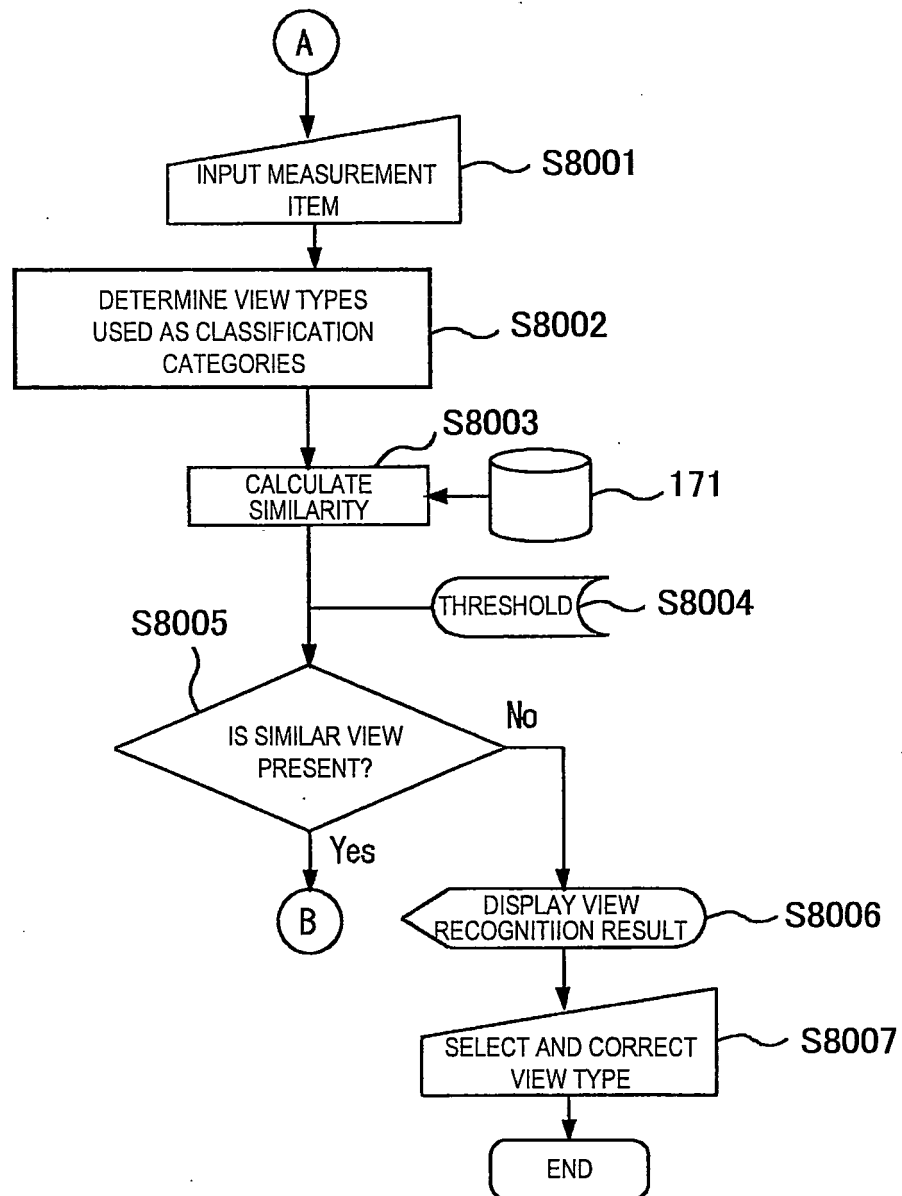 A
INPUT MEASUREMENT
ITEM
S8001
DETERMINE VIEW TYPES
USED AS CLASSIFICATION
CATEGORIES
S8002
S8003
CALCULATE
SIMILARITY
171
THRESHOLD
S8004
S8005
IS SIMILAR VIEW
PRESENT?
No
Yes
B
DISPLAY VIEW
RECOGNITIION RESULT
S8006
SELECT AND CORRECT
VIEW TYPE
S8007
END